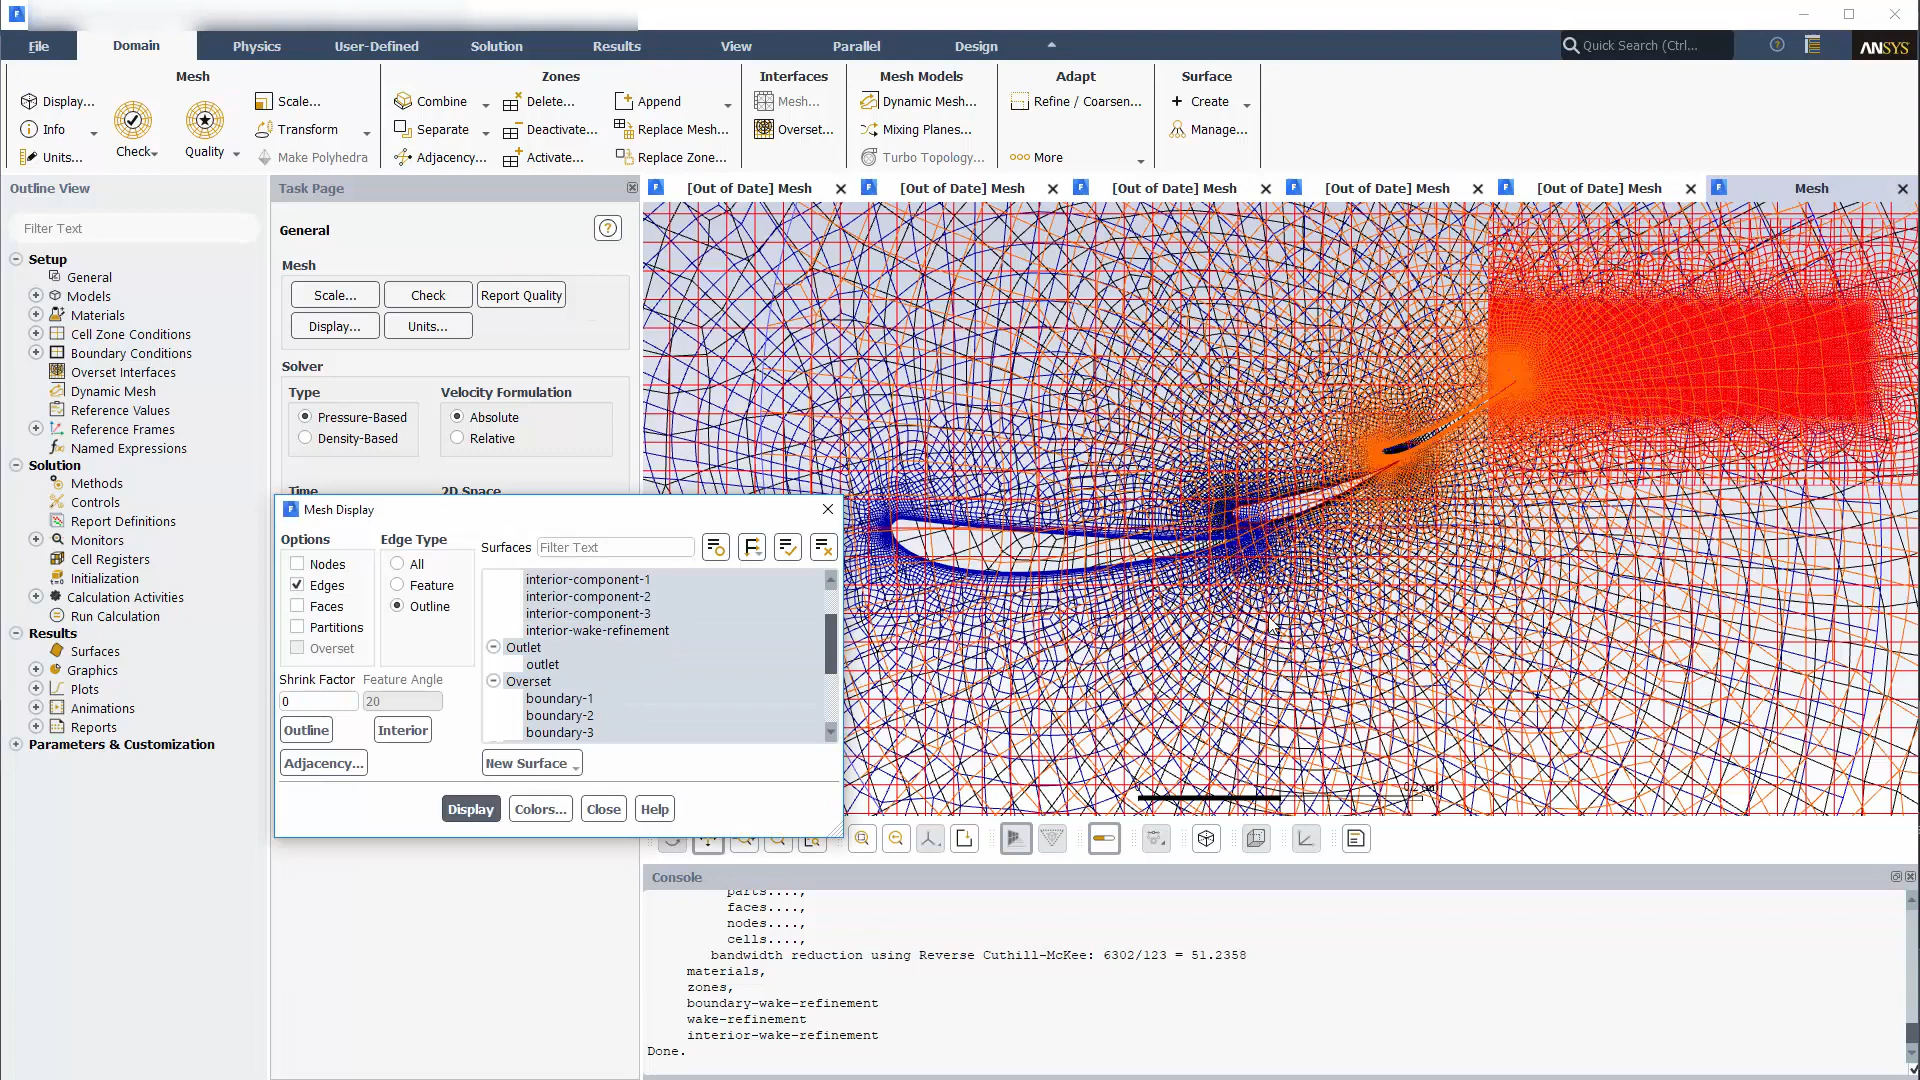 File
Domain
Physics
User-Defined
Solution
Results
View
Parallel
Design
Quick Search (Ctrl...
ANSYS
Mesh
Display...
Info
Units...
Check
Quality
Scale...
Transform
Make Polyhedra
Zones
Combine
Separate
Adjacency...
Delete...
Deactivate...
Activate...
Append
Replace Mesh...
Replace Zone...
Interfaces
Mesh...
Overset...
Mesh Models
Dynamic Mesh...
Mixing Planes...
Turbo Topology...
Adapt
Refine / Coarsen...
More
Surface
Create
Manage...
Outline View
Filter Text
Setup
General
Models
Materials
Cell Zone Conditions
Boundary Conditions
Overset Interfaces
Dynamic Mesh
Reference Values
Reference Frames
Named Expressions
Solution
Methods
Controls
Report Definitions
Monitors
Cell Registers
Initialization
Calculation Activities
Run Calculation
Results
Surfaces
Graphics
Plots
Animations
Reports
Parameters & Customization
Task Page
General
Mesh
Scale...
Check
Report Quality
Display...
Units...
Solver
Type
Pressure-Based
Density-Based
Velocity Formulation
Absolute
Relative
Time
2D Space
Mesh Display
Options
Nodes
Edges
Faces
Partitions
Overset
Edge Type
All
Feature
Outline
Shrink Factor
0
Feature Angle
20
Outline
Interior
Adjacency...
Surfaces
Filter Text
interior-component-1
interior-component-2
interior-component-3
interior-wake-refinement
Outlet
outlet
Overset
boundary-1
boundary-2
boundary-3
New Surface
Display
Colors...
Close
Help
[Out of Date] Mesh
[Out of Date] Mesh
[Out of Date] Mesh
[Out of Date] Mesh
[Out of Date] Mesh
Mesh
Console
parts....,
faces....,
nodes....,
cells....,
bandwidth reduction using Reverse Cuthill-McKee: 6302/123 = 51.2358
materials,
zones,
boundary-wake-refinement
wake-refinement
interior-wake-refinement
Done.